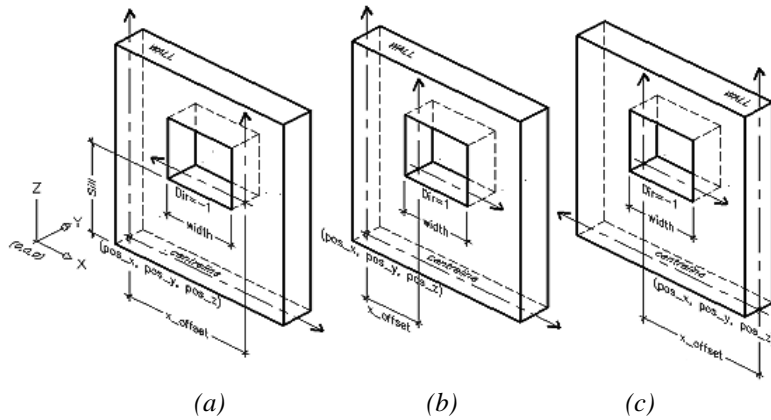 WALL
Sill
Dir=-1
width
Z
Y
X
(0,0,0)
centreline
(pos_x, pos_y, pos_z)
x_offset
(a)
WALL
Dir=1
width
(pos_x, pos_y, pos_z)
centreline
x_offset
(b)
WALL
Dir=-1
width
centreline
(pos_x, pos_y, pos_z
x_offset
(c)